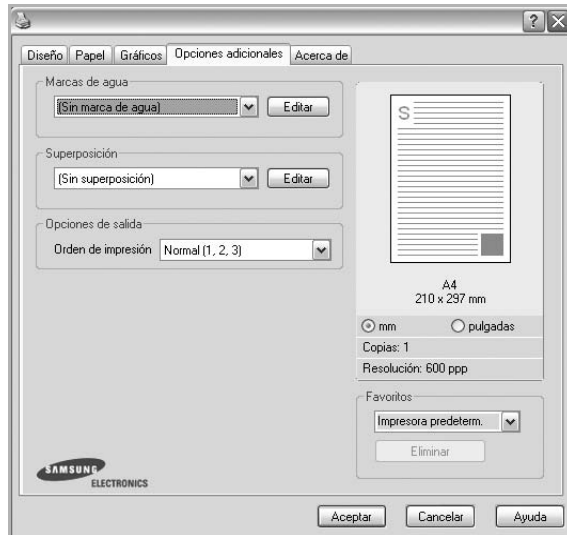 ?
Diseño Papel Gráficos Opciones adicionales Acerca de
Marcas de agua
(Sin marca de agua) Editar
Superposición
(Sin superposición) Editar
Opciones de salida
Orden de impresión Normal (1, 2, 3)
S
A4
210 x 297 mm
mm pulgadas
Copias: 1
Resolución: 600 ppp
Favoritos
Impresora predeterm.
Eliminar
SAMSUNG
ELECTRONICS
Aceptar Cancelar Ayuda